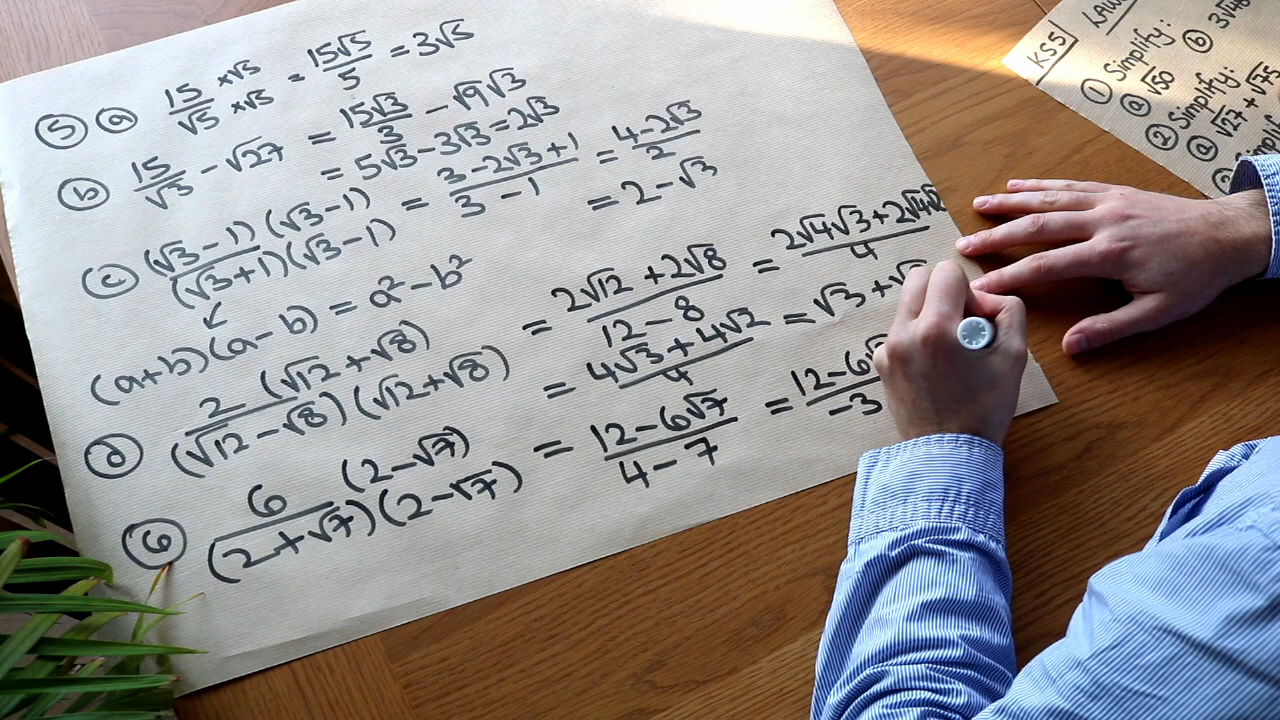 ⑤ ⓐ 15/√5 ×√5/×√5 = 15√5/5 = 3√5
ⓑ 15/√3 - √27 = 15√3/3 - √9√3
= 5√3 - 3√3 = 2√3
ⓒ (√3-1)(√3-1)/(√3+1)(√3-1) = 3-2√3+1/3-1 = 4-2√3/2
= 2-√3
(a+b)(a-b) = a²-b²
ⓓ 2(√12+√8)/(√12-√8)(√12+√8) = 2√12+2√8/12-8 = 2√4√3+2√4√2/4
= 4√3+4√2/4 = √3+√
⑥ 6(2-√7)/(2+√7)(2-√7) = 12-6√7/4-7 = 12-6√/-3
KS5 LAW
① Simplify:
ⓐ √50 ⓑ 3√48
② Simplify:
ⓐ √27+√75